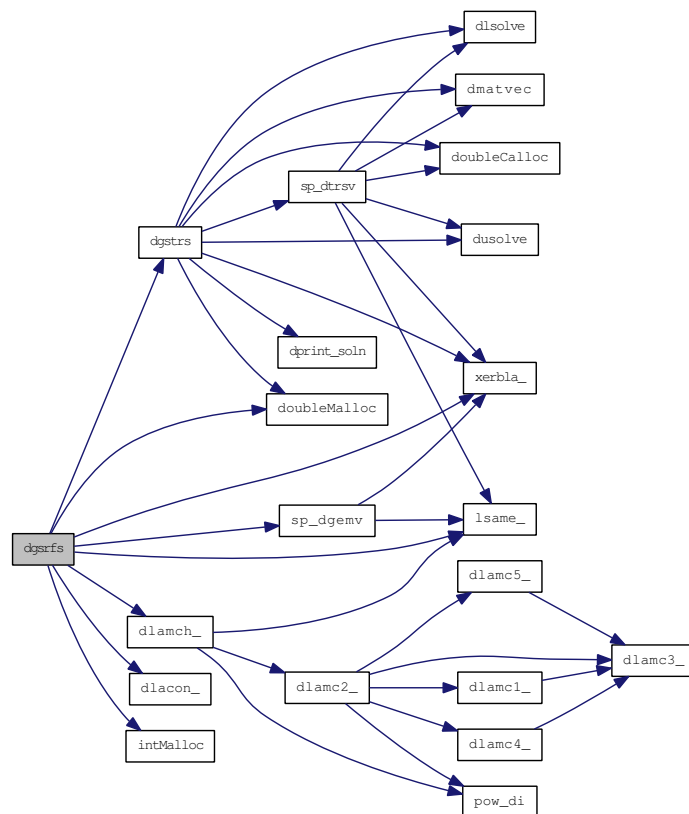 dlsolve
dmatvec
doubleCalloc
sp_dtrsv
dgstrs
dusolve
dprint_soln
xerbla_
doubleMalloc
sp_dgemv
lsame_
dgsrfs
dlamc5_
dlamch_
dlamc3_
dlacon_
dlamc2_
dlamc1_
intMalloc
dlamc4_
pow_di